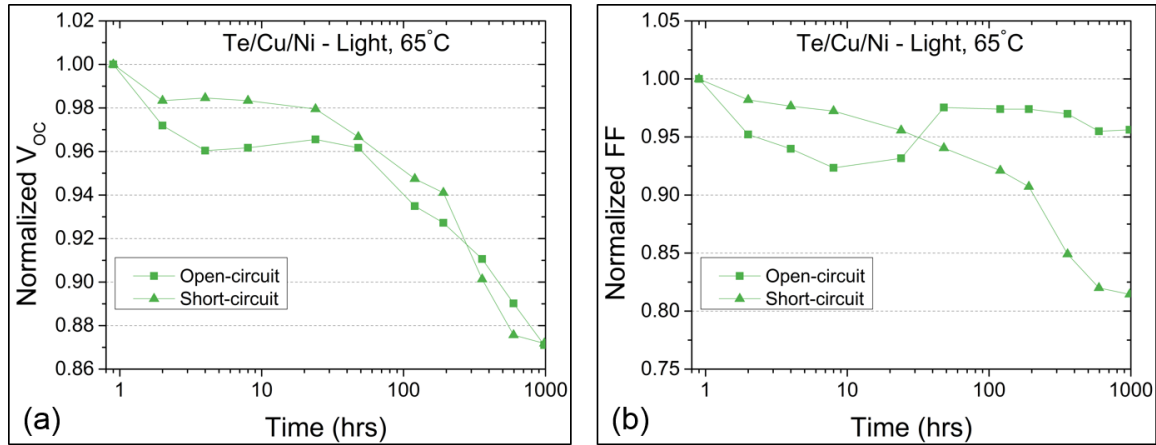 Te/Cu/Ni - Light, 65°C
Normalized VOC
1.02
1.00
0.98
0.96
0.94
0.92
0.90
0.88
0.86
Open-circuit
Short-circuit
1
10
100
1000
Time (hrs)
(a)
Te/Cu/Ni - Light, 65°C
Normalized FF
1.05
1.00
0.95
0.90
0.85
0.80
0.75
Open-circuit
Short-circuit
1
10
100
1000
Time (hrs)
(b)